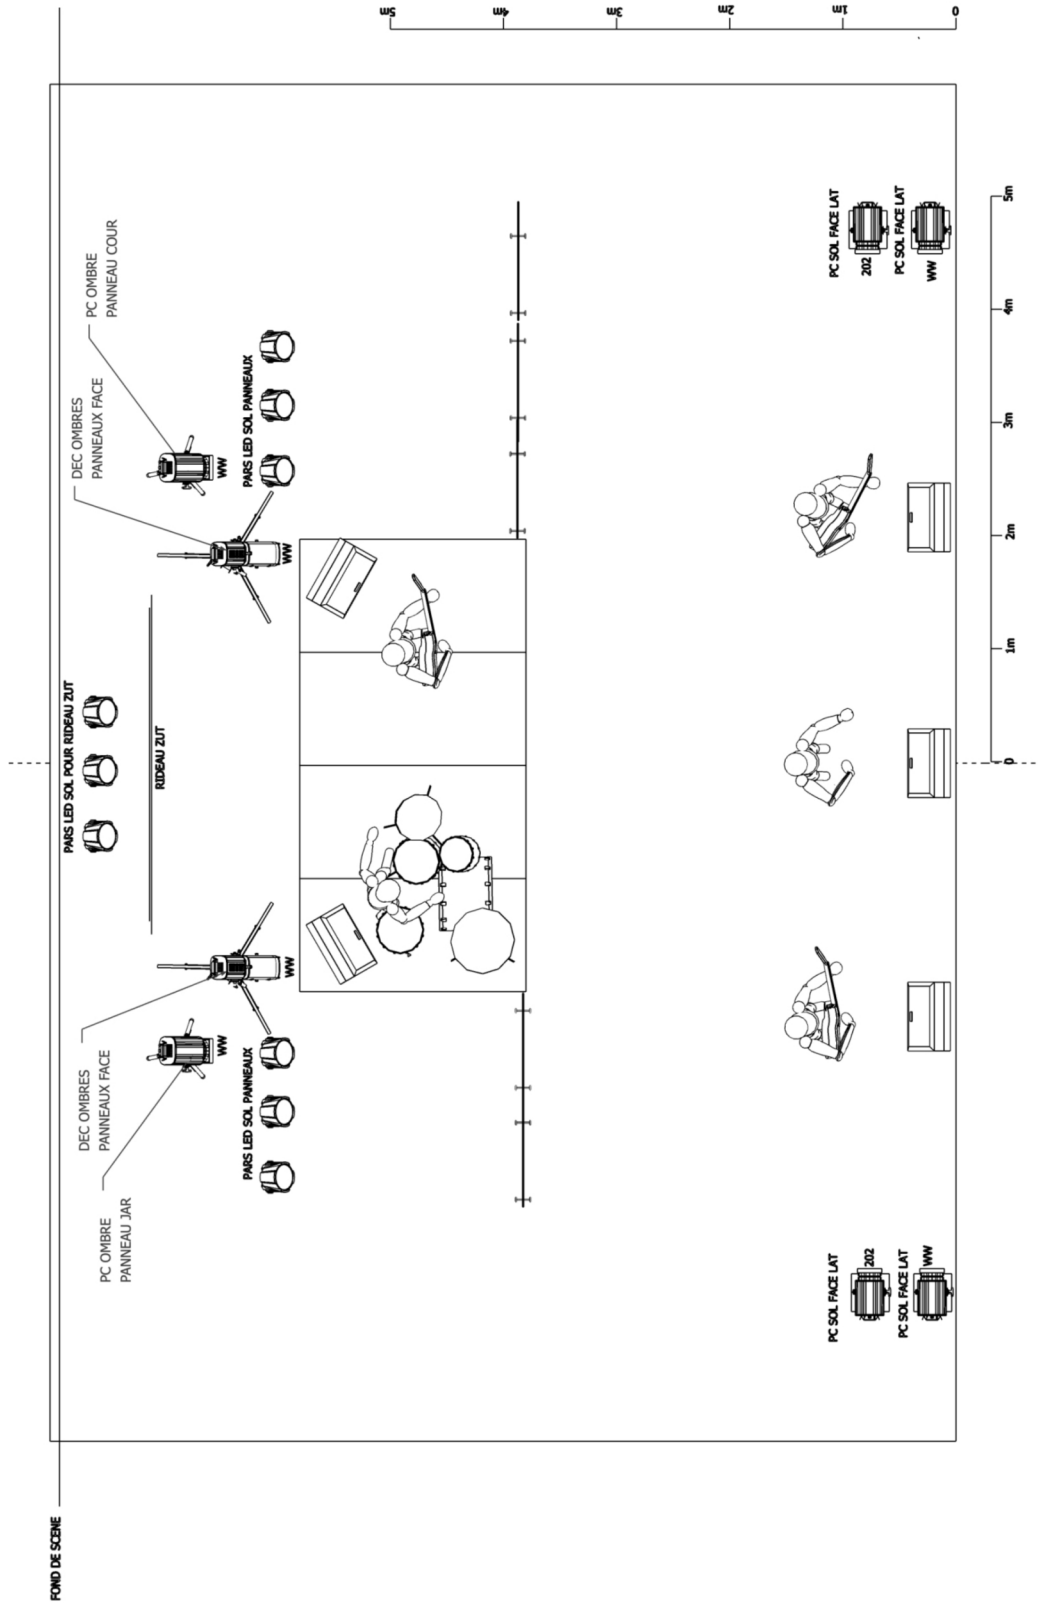 FOND DE SCENE
PC OMBRE
PANNEAU JAR
DEC OMBRES
PANNEAUX FACE
PARS LED SOL POUR RIDEAU ZUT
DEC OMBRES
PANNEAUX FACE
PC OMBRE
PANNEAU COUR
RIDEAU ZUT
WW
WW
PARS LED SOL PANNEAUX
PARS LED SOL PANNEAUX
WW
WW
PC SOL FACE LAT
202
PC SOL FACE LAT
WW
PC SOL FACE LAT
202
PC SOL FACE LAT
WW
0
1m
2m
3m
4m
5m
5m
4m
3m
2m
1m
0